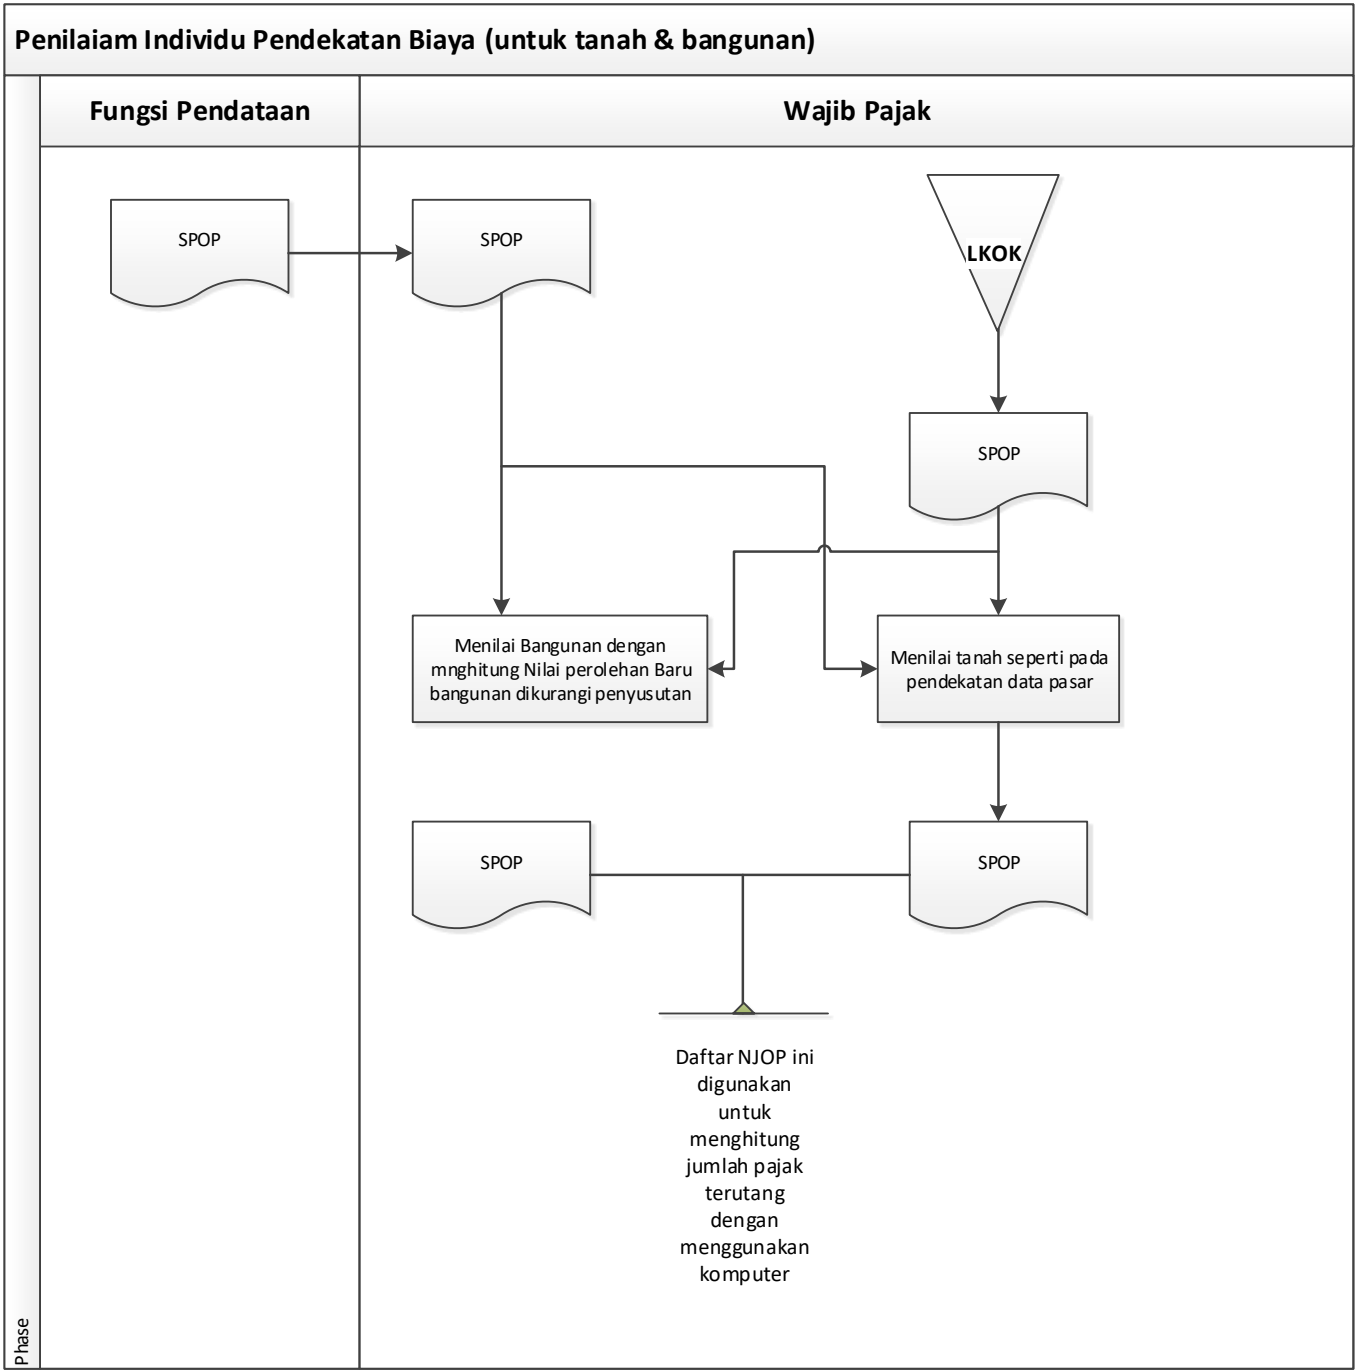 Penilaiam Individu Pendekatan Biaya (untuk tanah & bangunan)
Fungsi Pendataan
Wajib Pajak
SPOP
SPOP
LKOK
SPOP
Menilai Bangunan dengan
mnghitung Nilai perolehan Baru
bangunan dikurangi penyusutan
Menilai tanah seperti pada
pendekatan data pasar
SPOP
SPOP
Daftar NJOP ini
digunakan
untuk
menghitung
jumlah pajak
terutang
dengan
menggunakan
komputer
Phase